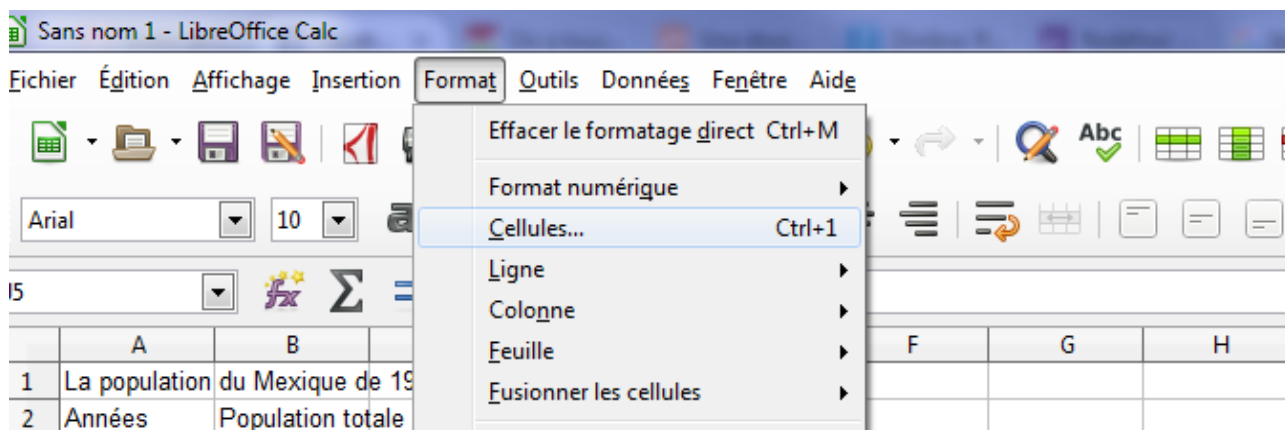 Sans nom 1 - LibreOffice Calc
Fichier Édition Affichage Insertion Format Outils Données Fenêtre Aide
Effacer le formatage direct Ctrl+M
Abc
Format numérique
Arial 10
Cellules... Ctrl+1
Ligne
Colonne
Feuille
Fusionner les cellules
A B F G H
1 La population du Mexique de 19
2 Années Population totale